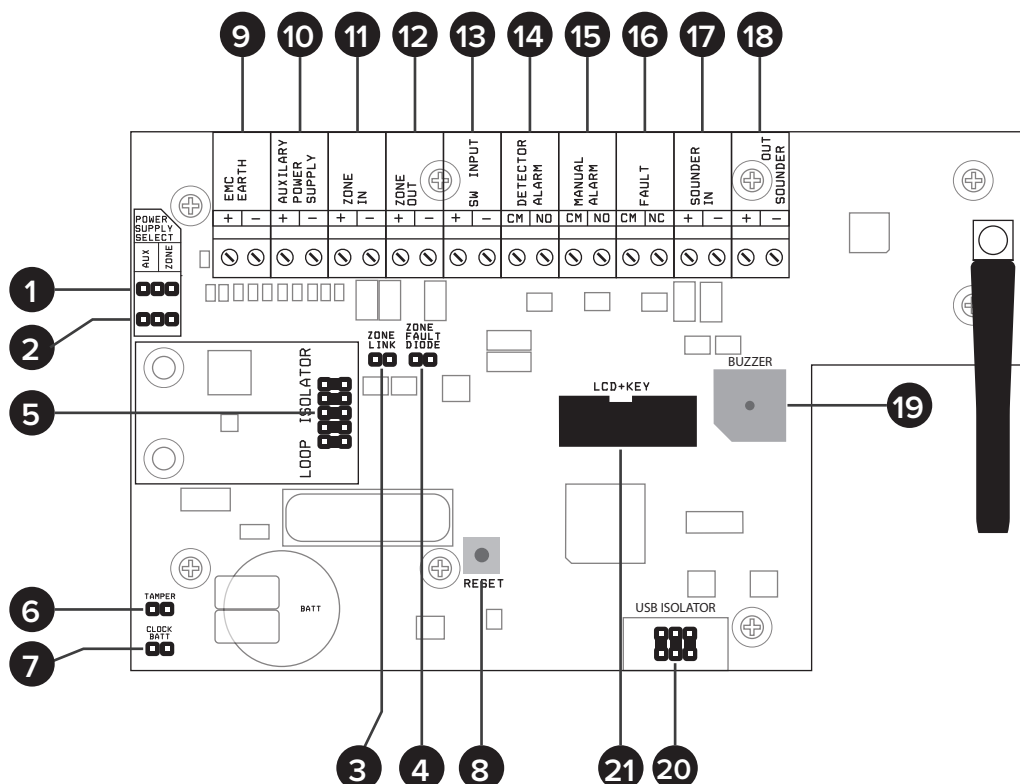 9 10 11 12 13 14 15 16 17 18
EMC
EARTH
AUXILARY
POWER
SUPPLY
ZONE
IN
ZONE
OUT
SW INPUT
DETECTOR
ALARM
MANUAL
ALARM
FAULT
SOUNDER
IN
OUT
SOUNDER
+ - + - + - + - + - CM NO CM NO CM NC + - + -
POWER
SUPPLY
SELECT
AUX
ZONE
1
2
ZONE
LINK
ZONE
FAULT
DIODE
LOOP ISOLATOR
5
LCD+KEY
BUZZER
19
RESET
6
TAMPER
BATT
7
CLOCK
BATT
USB ISOLATOR
3 4 8 21 20